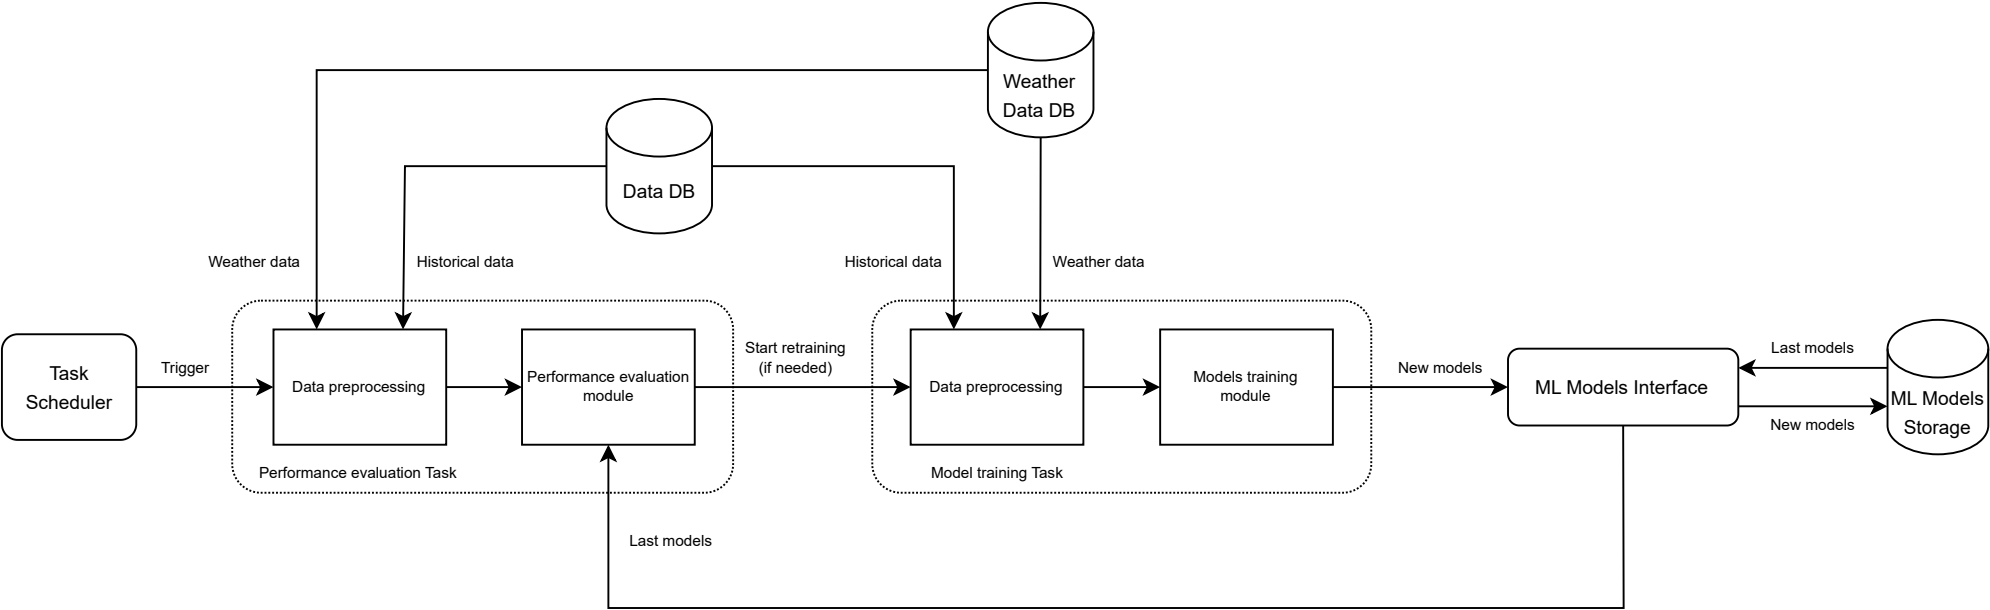 Weather
Data DB
Data DB
Weather data
Historical data
Historical data
Weather data
Task
Scheduler
Trigger
Data preprocessing
Performance evaluation
module
Performance evaluation Task
Start retraining
(if needed)
Data preprocessing
Models training
module
Model training Task
New models
ML Models Interface
Last models
New models
ML Models
Storage
Last models